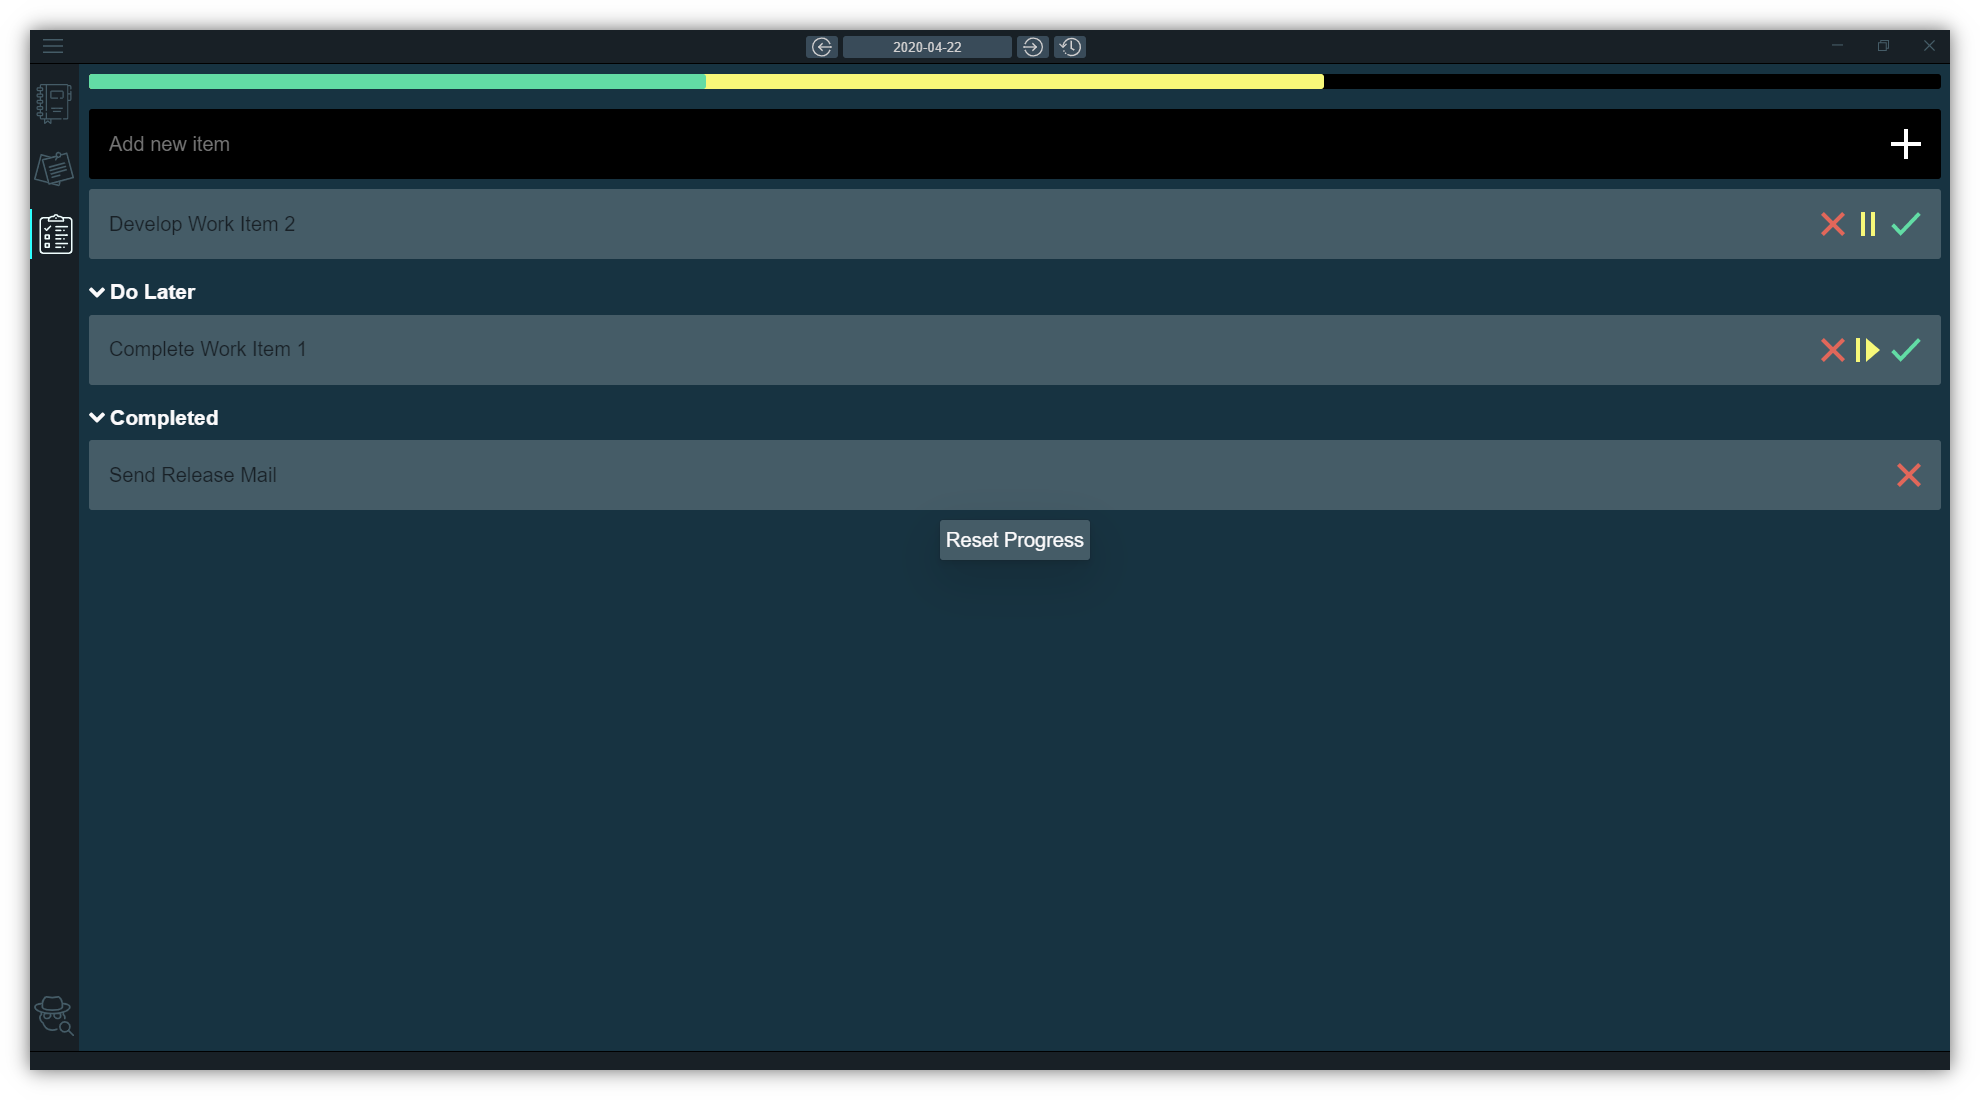 2020-04-22
Add new item
Develop Work Item 2
Do Later
Complete Work Item 1
Completed
Send Release Mail
Reset Progress